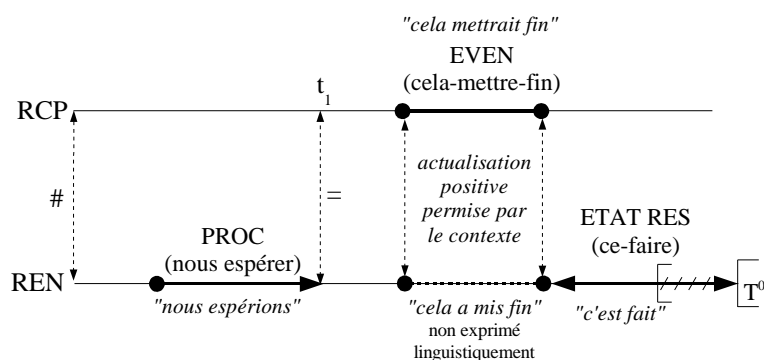 "cela mettrait fin"
EVEN
(cela-mettre-fin)
t1
RCP
#
=
actualisation
positive
permise par
le contexte
PROC
(nous espérer)
ETAT RES
(ce-faire)
REN
T0
"nous espérions"
"cela a mis fin"
non exprimé
linguistiquement
"c'est fait"